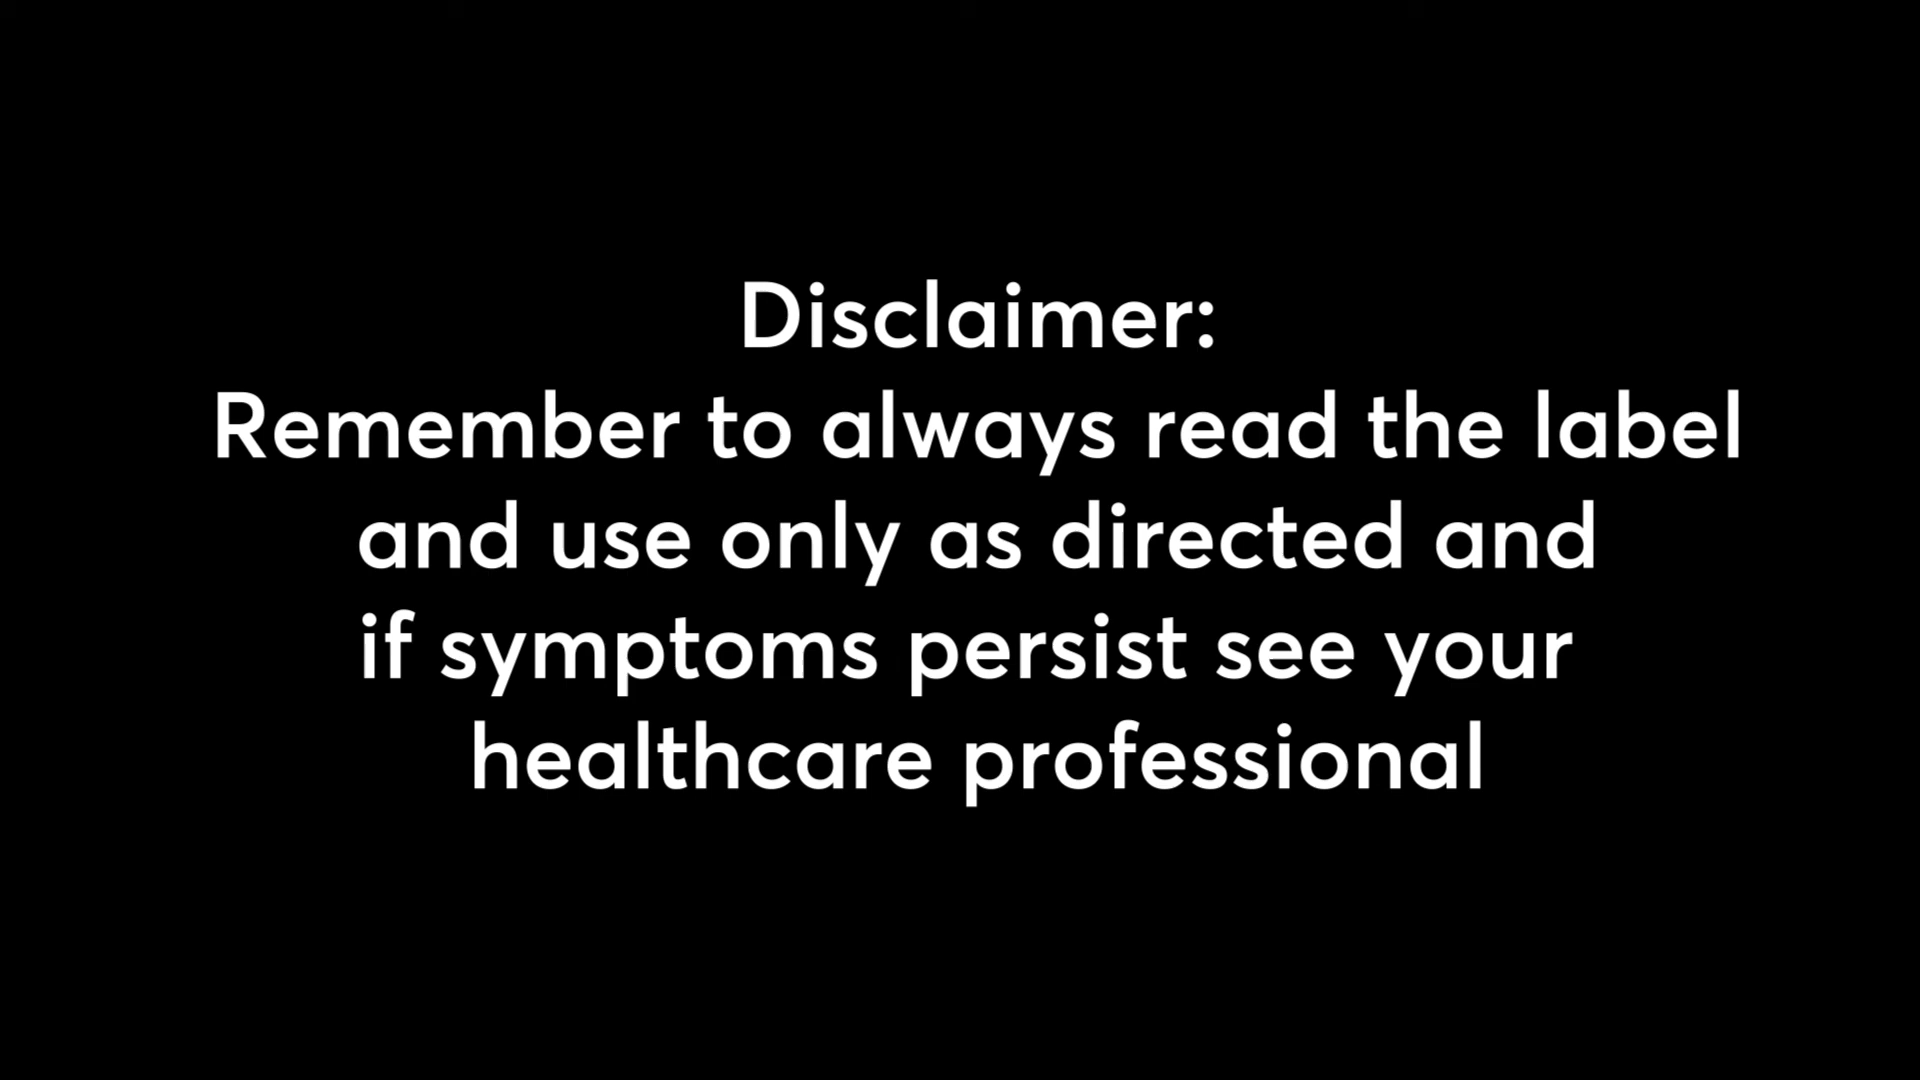 Disclaimer:
Remember to always read the label
and use only as directed and
if symptoms persist see your
healthcare professional